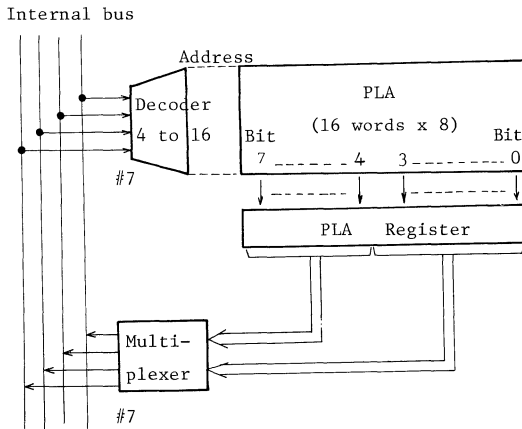 Internal bus
Address
Decoder
4 to 16
#7
PLA
(16 words x 8)
Bit Bit
7 4 3 0
PLA Register
Multi-
plexer
#7